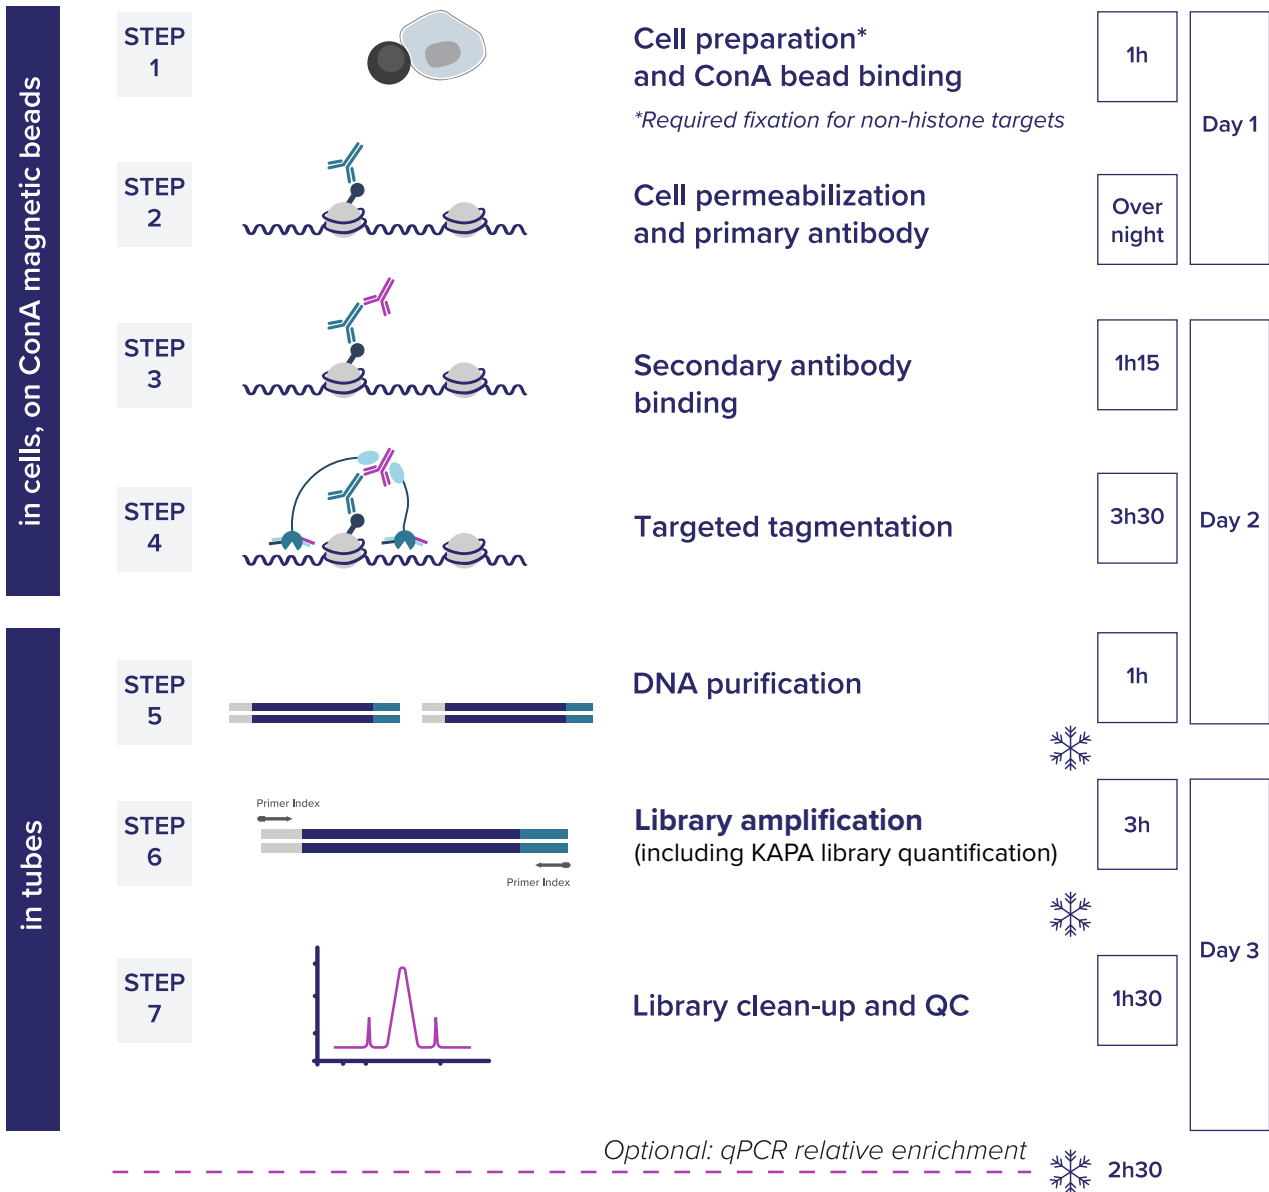 in cells, on ConA magnetic beads
STEP
1
Cell preparation*
and ConA bead binding
*Required fixation for non-histone targets
1h
Day 1
STEP
2
Cell permeabilization
and primary antibody
Over
night
STEP
3
Secondary antibody
binding
1h15
STEP
4
Targeted tagmentation
3h30
Day 2
in tubes
STEP
5
DNA purification
1h
STEP
6
Primer Index
Primer Index
Library amplification
(including KAPA library quantification)
3h
Day 3
STEP
7
Library clean-up and QC
1h30
Optional: qPCR relative enrichment
2h30